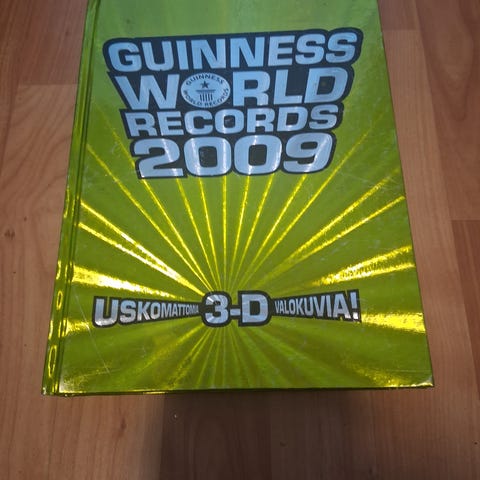 GUINNESS
WORLD
GUINNESS
WORLD RECORDS
RECORDS
2009
USKOMATTOMIA 3-D VALOKUVIA!